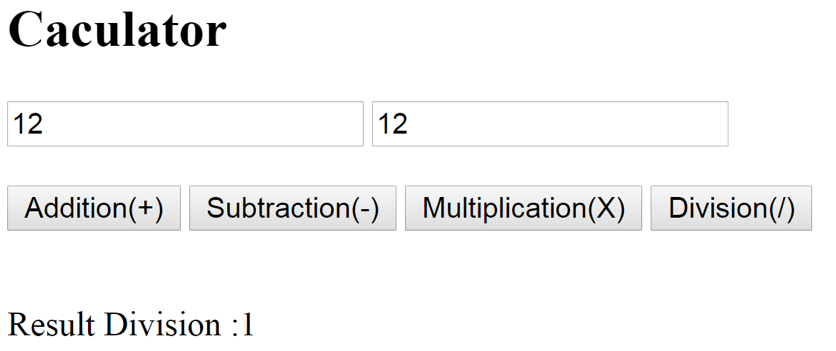 Caculator
12 12
Addition(+) Subtraction(-) Multiplication(X) Division(/)
Result Division :1